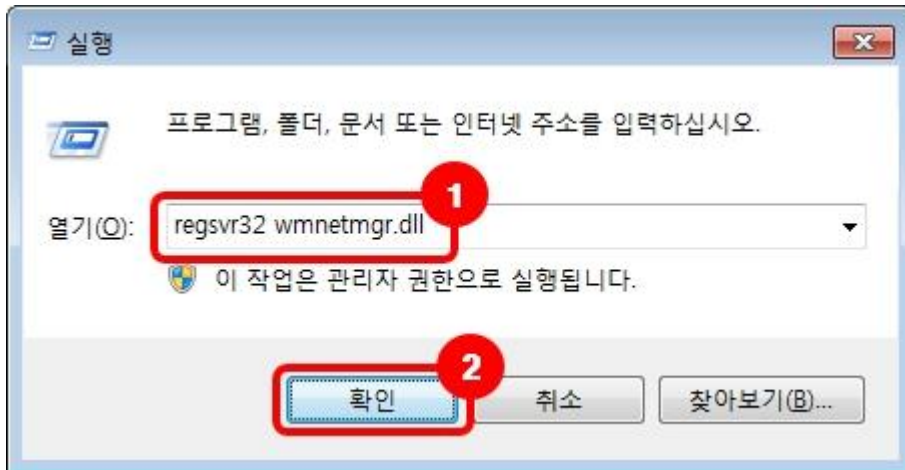 실행
프로그램, 폴더, 문서 또는 인터넷 주소를 입력하십시오.
1
열기(O): regsvr32 wmnetmgr.dll
이 작업은 관리자 권한으로 실행됩니다.
2
확인 취소 찾아보기(B)...